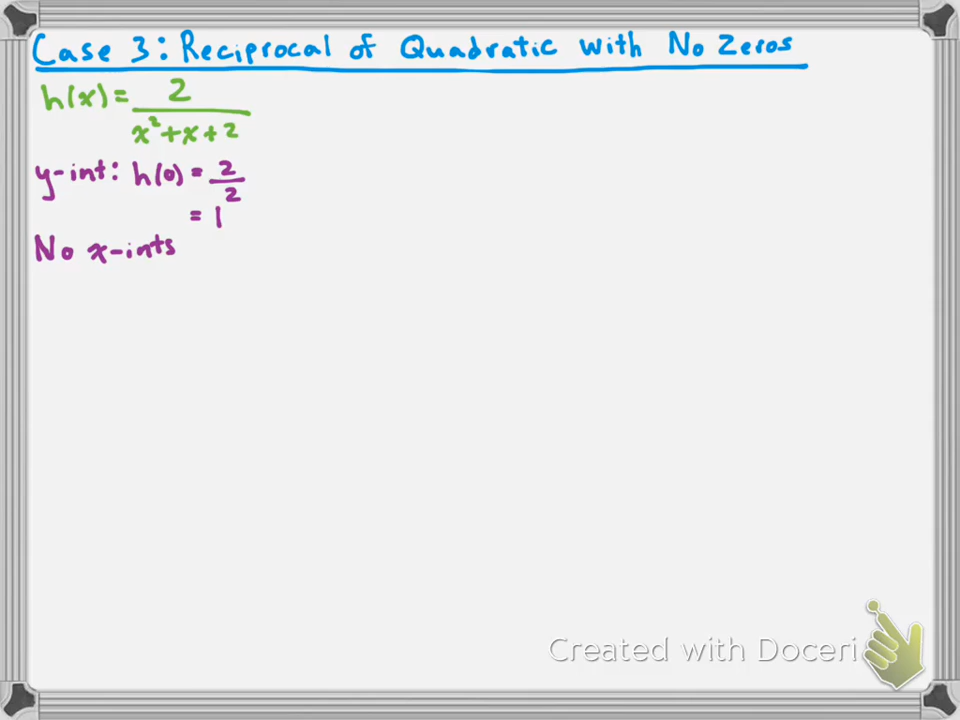 Case 3: Reciprocal of Quadratic with No Zeros
h(x) = 2/(x²+x+2)
y-int: h(0) = 2/2
= 1
No x-ints
Created with Doceri